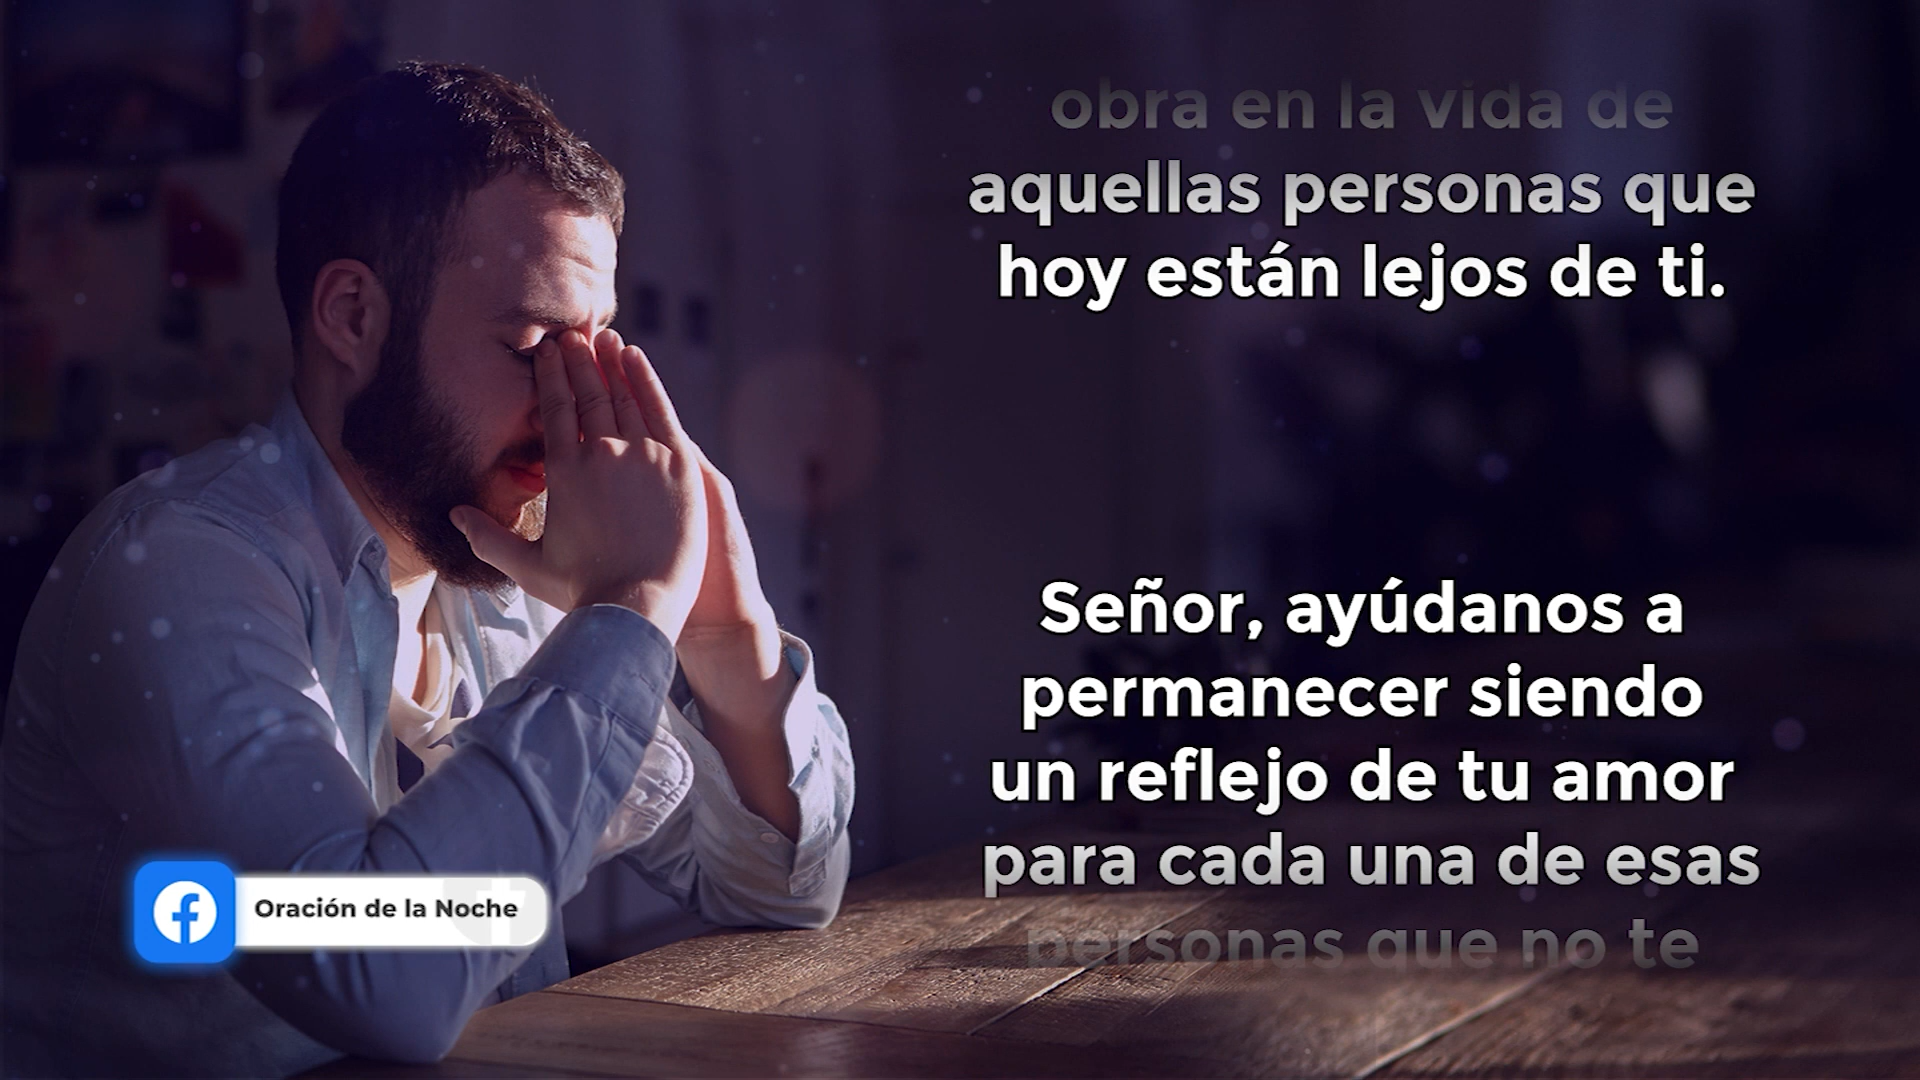 obra en la vida de
aquellas personas que
hoy están lejos de ti.
Señor, ayúdanos a
permanecer siendo
un reflejo de tu amor
para cada una de esas
personas que no te
Oración de la Noche